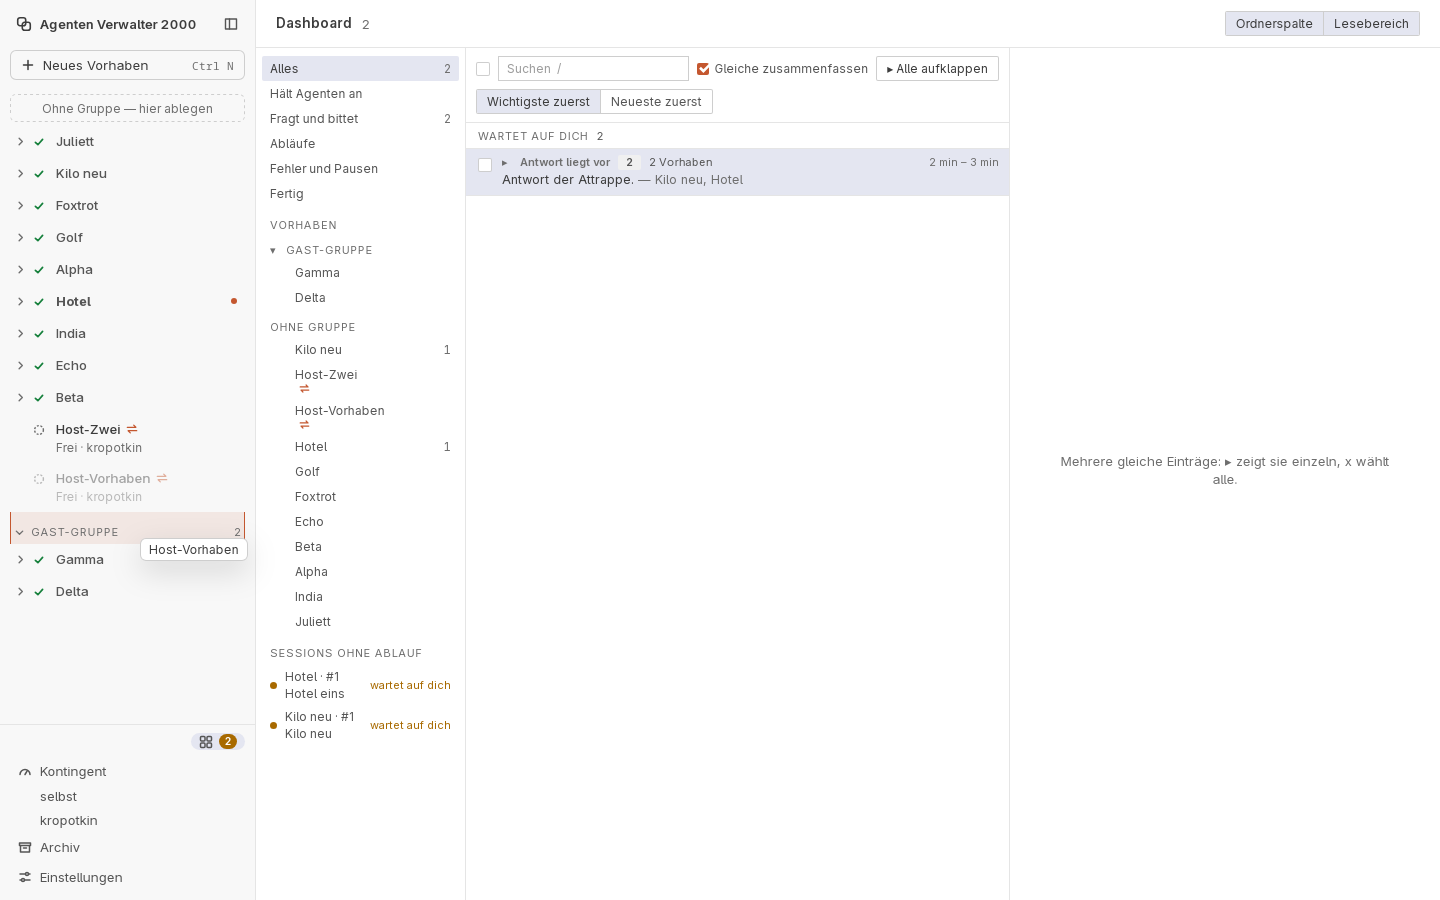 Agenten Verwalter 2000
Neues Vorhaben Ctrl N
Ohne Gruppe — hier ablegen
Juliett
Kilo neu
Foxtrot
Golf
Alpha
Hotel
India
Echo
Beta
Host-Zwei ⇌
Frei · kropotkin
Host-Vorhaben ⇌
Frei · kropotkin
GAST-GRUPPE 2
Host-Vorhaben
Gamma
Delta
2
Kontingent
selbst
kropotkin
Archiv
Einstellungen
Dashboard 2
Ordnerspalte Lesebereich
Alles 2
Hält Agenten an
Fragt und bittet 2
Abläufe
Fehler und Pausen
Fertig
VORHABEN
▾ GAST-GRUPPE
Gamma
Delta
OHNE GRUPPE
Kilo neu 1
Host-Zwei
⇌
Host-Vorhaben
⇌
Hotel 1
Golf
Foxtrot
Echo
Beta
Alpha
India
Juliett
SESSIONS OHNE ABLAUF
Hotel · #1
Hotel eins
wartet auf dich
Kilo neu · #1
Kilo neu
wartet auf dich
Suchen /
Gleiche zusammenfassen
▸ Alle aufklappen
Wichtigste zuerst Neueste zuerst
WARTET AUF DICH 2
▸ Antwort liegt vor 2 2 Vorhaben 2 min – 3 min
Antwort der Attrappe. — Kilo neu, Hotel
Mehrere gleiche Einträge: ▸ zeigt sie einzeln, x wählt
alle.